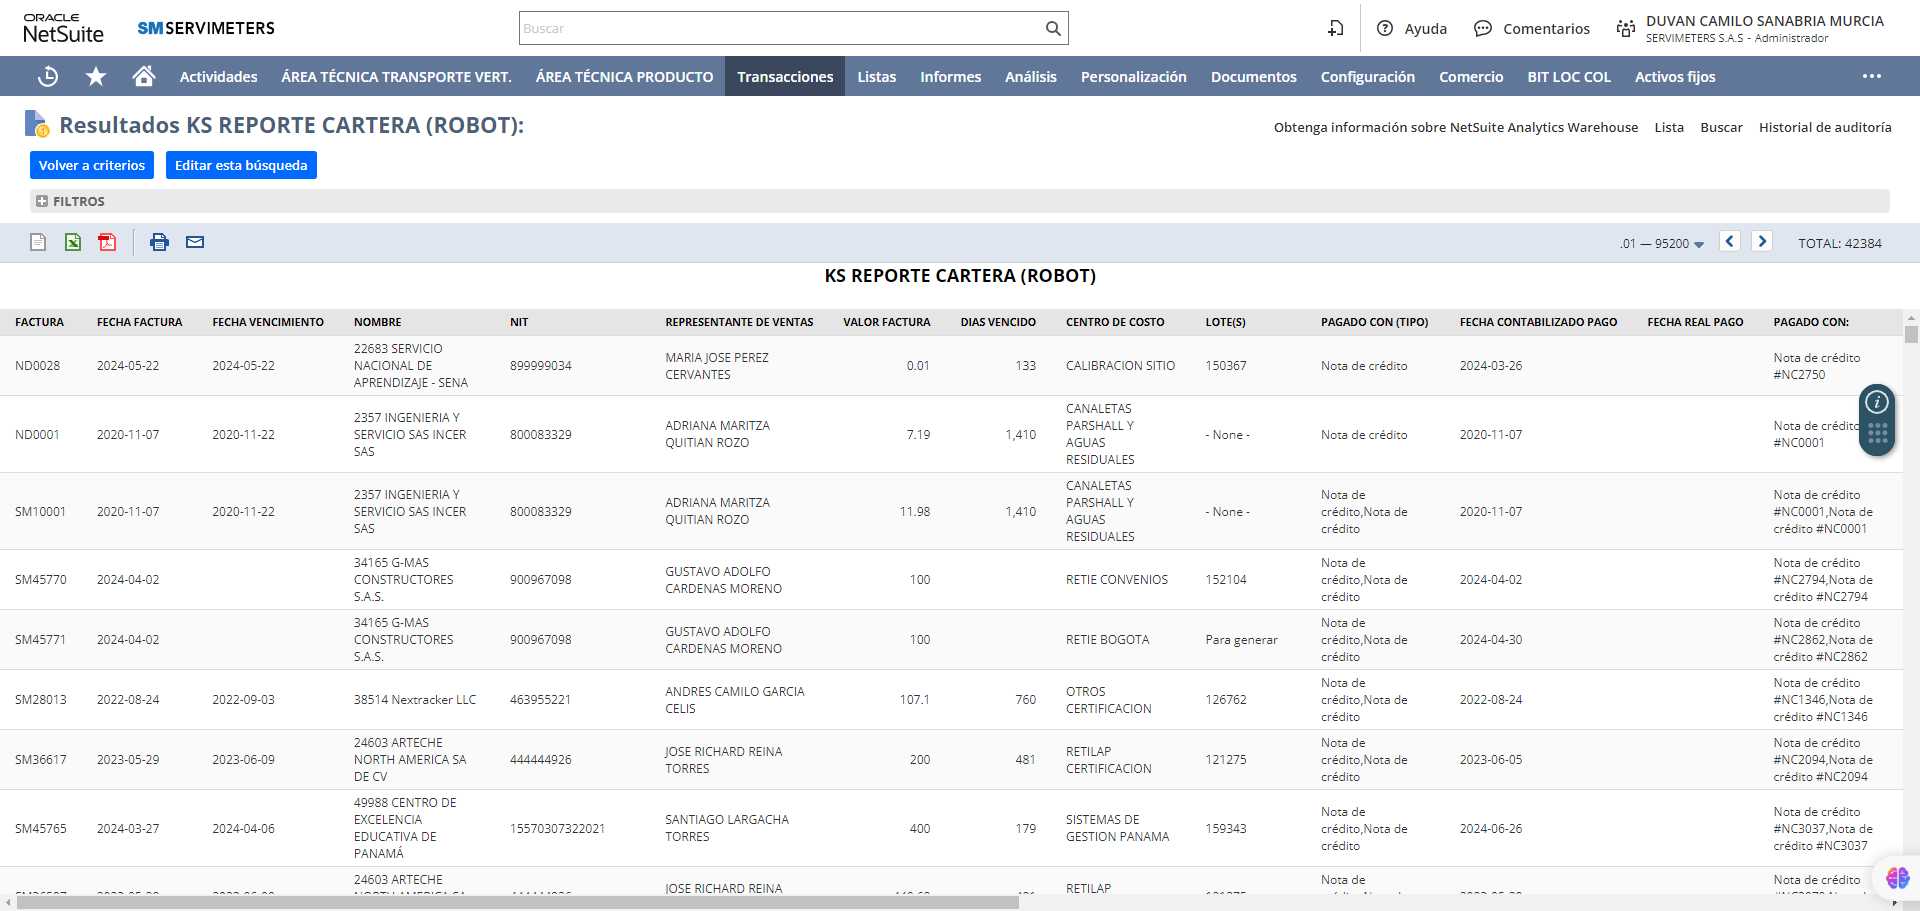 ORACLE
NetSuite
SM SERVIMETERS
Buscar
Ayuda
Comentarios
DUVAN CAMILO SANABRIA MURCIA
SERVIMETERS S.A.S - Administrador
Actividades ÁREA TÉCNICA TRANSPORTE VERT. ÁREA TÉCNICA PRODUCTO Transacciones Listas Informes Análisis Personalización Documentos Configuración Comercio BIT LOC COL Activos fijos
Resultados KS REPORTE CARTERA (ROBOT):
Obtenga información sobre NetSuite Analytics Warehouse Lista Buscar Historial de auditoría
Volver a criterios Editar esta búsqueda
FILTROS
.01 — 95200 TOTAL: 42384
KS REPORTE CARTERA (ROBOT)
FACTURA FECHA FACTURA FECHA VENCIMIENTO NOMBRE NIT REPRESENTANTE DE VENTAS VALOR FACTURA DIAS VENCIDO CENTRO DE COSTO LOTE(S) PAGADO CON (TIPO) FECHA CONTABILIZADO PAGO FECHA REAL PAGO PAGADO CON:
ND0028 2024-05-22 2024-05-22
22683 SERVICIO
NACIONAL DE
APRENDIZAJE - SENA
899999034
MARIA JOSE PEREZ
CERVANTES
0.01 133 CALIBRACION SITIO 150367 Nota de crédito 2024-03-26
Nota de crédito
#NC2750
ND0001 2020-11-07 2020-11-22
2357 INGENIERIA Y
SERVICIO SAS INCER
SAS
800083329
ADRIANA MARITZA
QUITIAN ROZO
7.19 1,410
CANALETAS
PARSHALL Y
AGUAS
RESIDUALES
- None - Nota de crédito 2020-11-07
Nota de crédito
#NC0001
SM10001 2020-11-07 2020-11-22
2357 INGENIERIA Y
SERVICIO SAS INCER
SAS
800083329
ADRIANA MARITZA
QUITIAN ROZO
11.98 1,410
CANALETAS
PARSHALL Y
AGUAS
RESIDUALES
- None -
Nota de
crédito,Nota de
crédito
2020-11-07
Nota de crédito
#NC0001,Nota de
crédito #NC0001
SM45770 2024-04-02
34165 G-MAS
CONSTRUCTORES
S.A.S.
900967098
GUSTAVO ADOLFO
CARDENAS MORENO
100 RETIE CONVENIOS 152104
Nota de
crédito,Nota de
crédito
2024-04-02
Nota de crédito
#NC2794,Nota de
crédito #NC2794
SM45771 2024-04-02
34165 G-MAS
CONSTRUCTORES
S.A.S.
900967098
GUSTAVO ADOLFO
CARDENAS MORENO
100 RETIE BOGOTA Para generar
Nota de
crédito,Nota de
crédito
2024-04-30
Nota de crédito
#NC2862,Nota de
crédito #NC2862
SM28013 2022-08-24 2022-09-03 38514 Nextracker LLC 463955221
ANDRES CAMILO GARCIA
CELIS
107.1 760
OTROS
CERTIFICACION
126762
Nota de
crédito,Nota de
crédito
2022-08-24
Nota de crédito
#NC1346,Nota de
crédito #NC1346
SM36617 2023-05-29 2023-06-09
24603 ARTECHE
NORTH AMERICA SA
DE CV
444444926
JOSE RICHARD REINA
TORRES
200 481
RETILAP
CERTIFICACION
121275
Nota de
crédito,Nota de
crédito
2023-06-05
Nota de crédito
#NC2094,Nota de
crédito #NC2094
SM45765 2024-03-27 2024-04-06
49988 CENTRO DE
EXCELENCIA
EDUCATIVA DE
PANAMÁ
15570307322021
SANTIAGO LARGACHA
TORRES
400 179
SISTEMAS DE
GESTION PANAMA
159343
Nota de
crédito,Nota de
crédito
2024-06-26
Nota de crédito
#NC3037,Nota de
crédito #NC3037
24603 ARTECHE
JOSE RICHARD REINA
RETILAP
Nota de
Nota de crédito